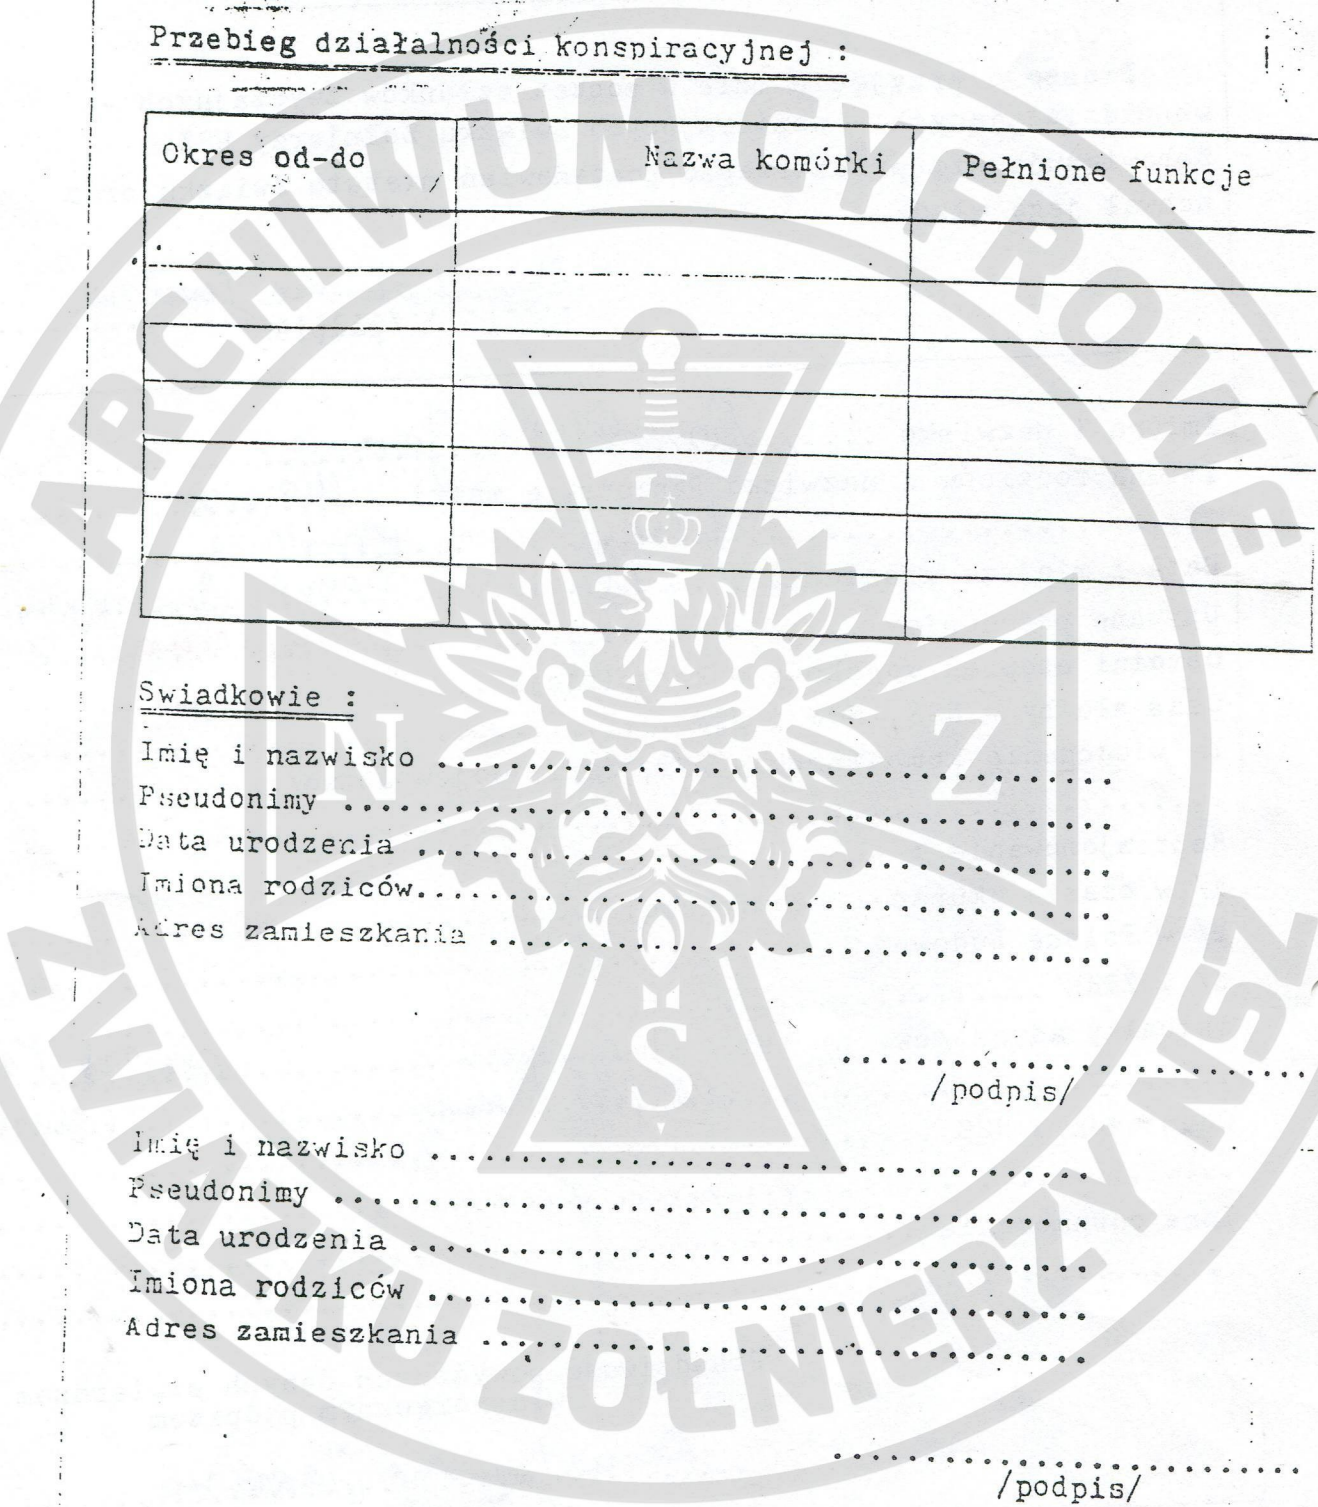 Przebieg działalności konspiracyjnej :
Okres od-do Nazwa komórki Pełnione funkcje
Swiadkowie :
Imię i nazwisko ........................................
Pseudonimy ........................................
Data urodzenia ........................................
Imiona rodziców........................................
Adres zamieszkania ...................................
..............................
/podpis/
Imię i nazwisko ........................................
Pseudonimy ........................................
Data urodzenia ........................................
Imiona rodziców ........................................
Adres zamieszkania ...................................
..............................
/podpis/
ARCHIWUM CYFROWE
ZWIĄZKU ŻOŁNIERZY NSZ
N Z
S